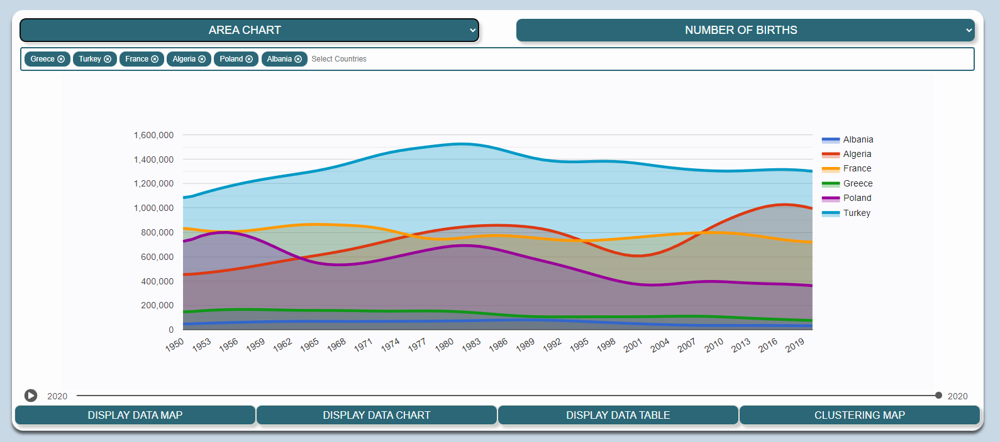 AREA CHART
NUMBER OF BIRTHS
Greece Turkey France Algeria Poland Albania Select Countries
1,600,000
1,400,000
1,200,000
1,000,000
800,000
600,000
400,000
200,000
0
1950 1953 1956 1959 1962 1965 1968 1971 1974 1977 1980 1983 1986 1989 1992 1995 1998 2001 2004 2007 2010 2013 2016 2019
Albania
Algeria
France
Greece
Poland
Turkey
2020 2020
DISPLAY DATA MAP
DISPLAY DATA CHART
DISPLAY DATA TABLE
CLUSTERING MAP